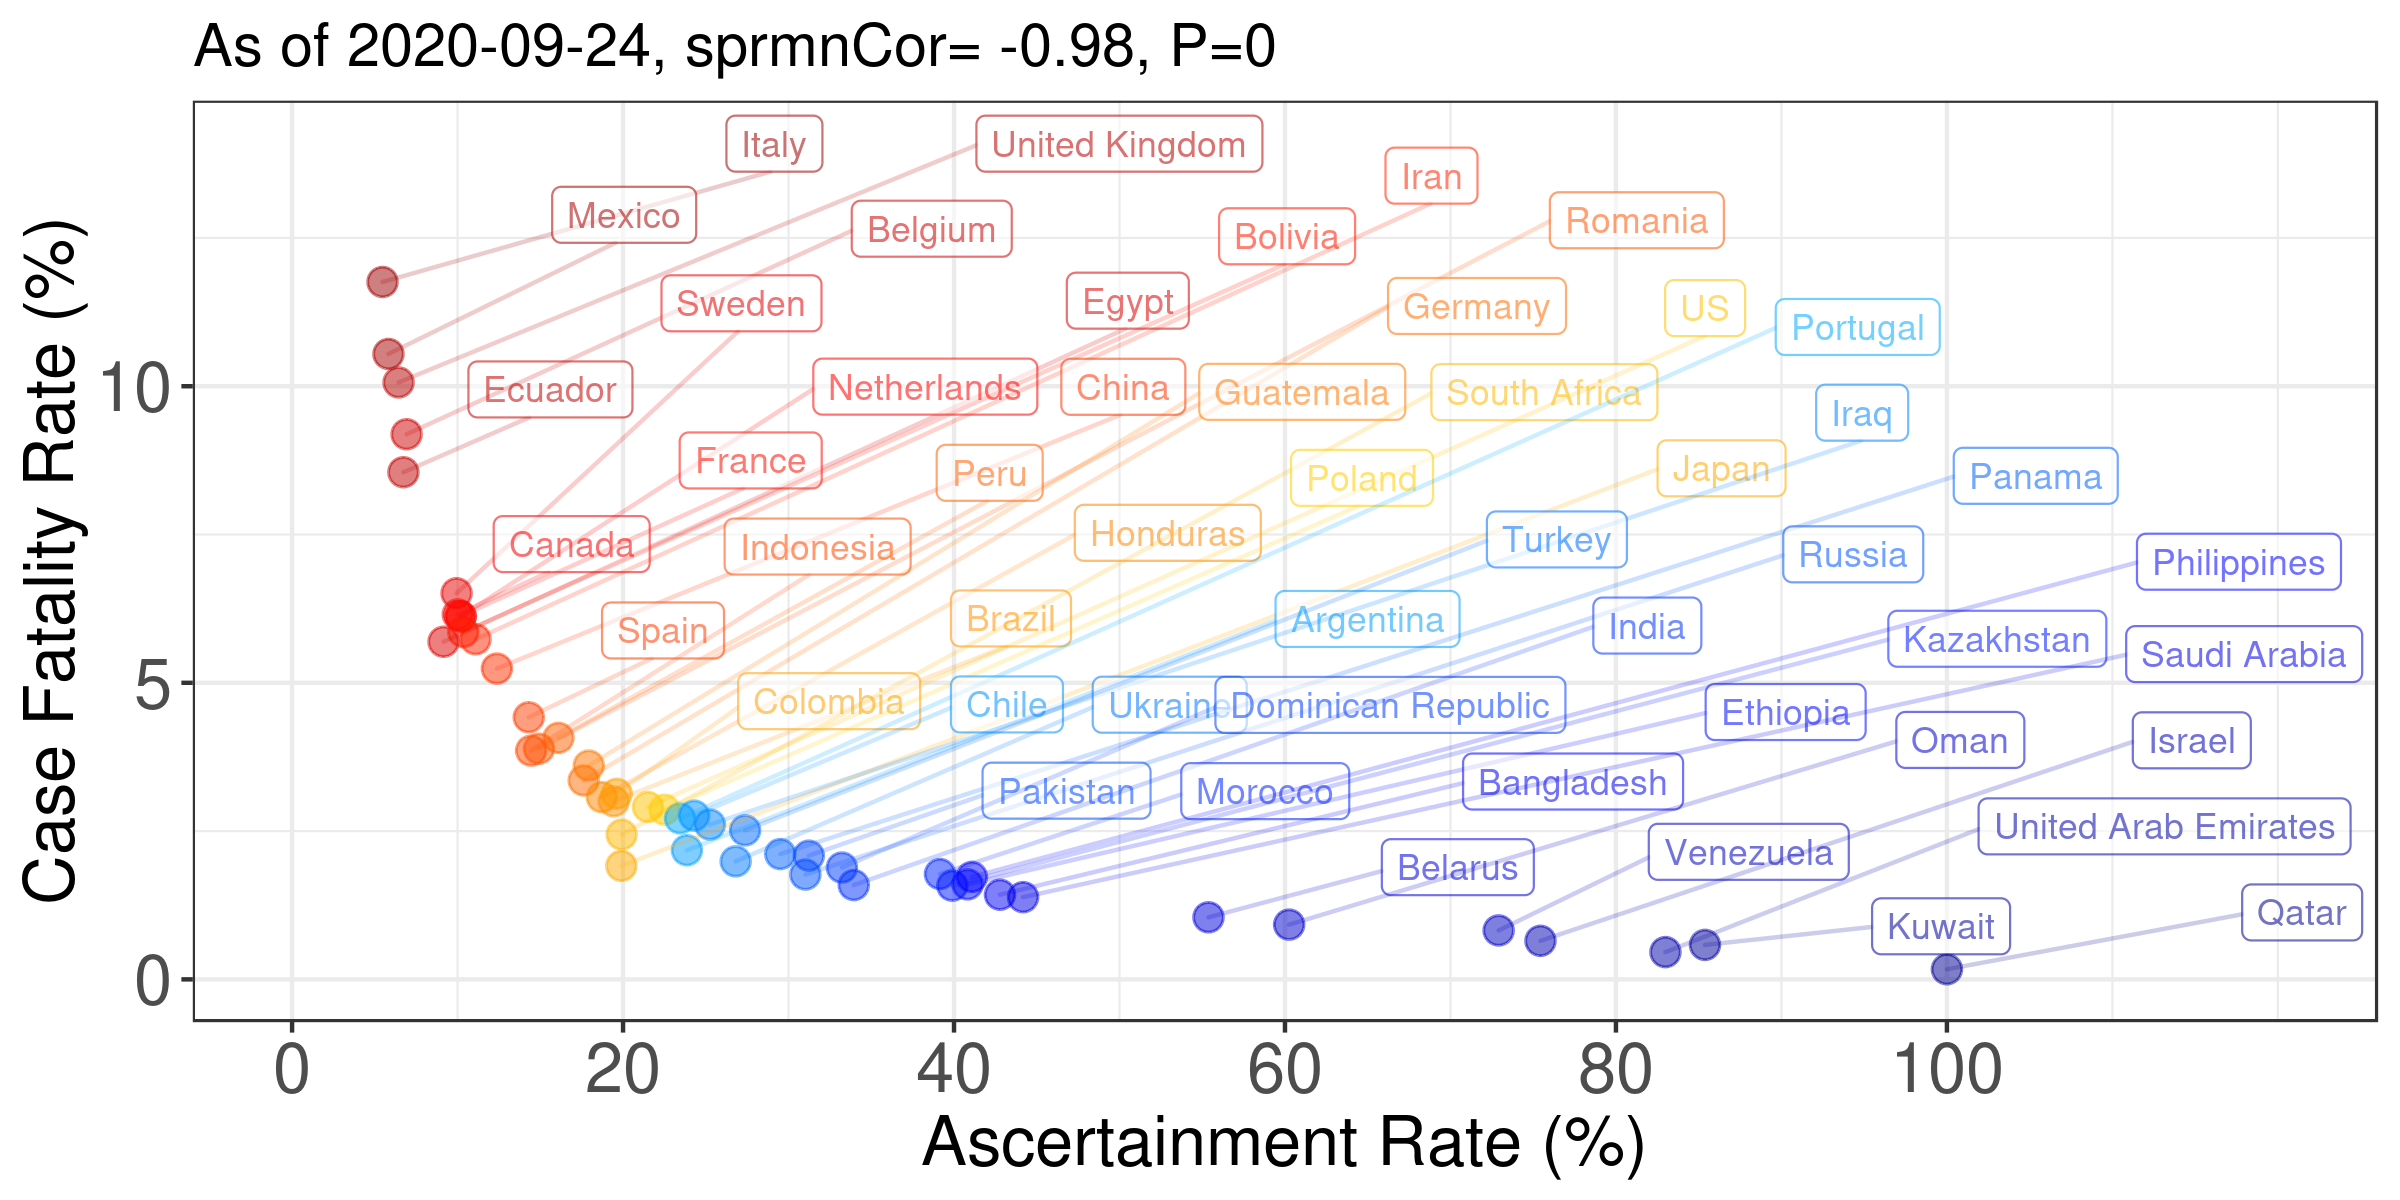 As of 2020-09-24, sprmnCor= -0.98, P=0
Italy
United Kingdom
Iran
Mexico
Belgium
Bolivia
Romania
Sweden
Egypt
Germany
US
Portugal
Ecuador
Netherlands
China
Guatemala
South Africa
Iraq
France
Peru
Poland
Japan
Panama
Canada
Indonesia
Honduras
Turkey
Russia
Philippines
Spain
Brazil
Argentina
India
Kazakhstan
Saudi Arabia
Colombia
Chile
Ukraine
Dominican Republic
Ethiopia
Oman
Israel
Pakistan
Morocco
Bangladesh
United Arab Emirates
Belarus
Venezuela
Kuwait
Qatar
10
5
0
Case Fatality Rate (%)
0 20 40 60 80 100
Ascertainment Rate (%)